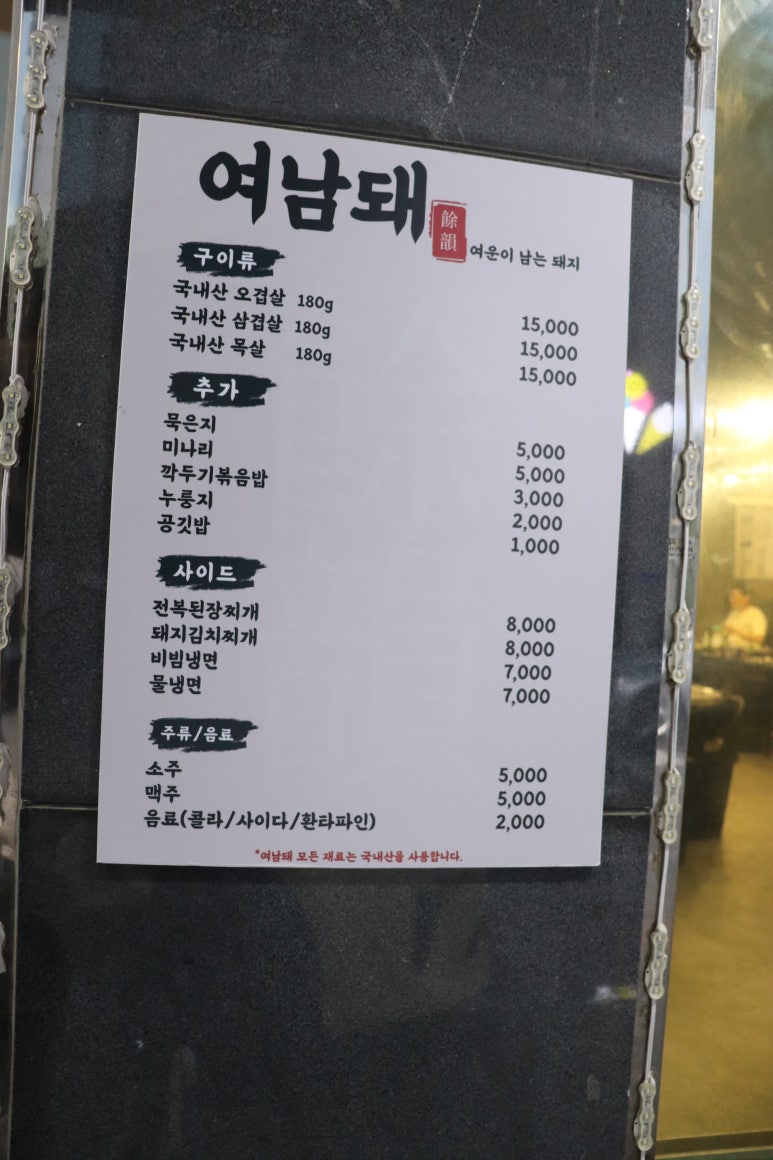 여남돼
餘韻
여운이 남는 돼지
구이류
국내산 오겹살 180g 15,000
국내산 삼겹살 180g 15,000
국내산 목살 180g 15,000
추가
묵은지 5,000
미나리 5,000
깍두기볶음밥 3,000
누룽지 2,000
공깃밥 1,000
사이드
전복된장찌개 8,000
돼지김치찌개 8,000
비빔냉면 7,000
물냉면 7,000
주류/음료
소주 5,000
맥주 5,000
음료(콜라/사이다/환타파인) 2,000
*여남돼 모든 재료는 국내산을 사용합니다.